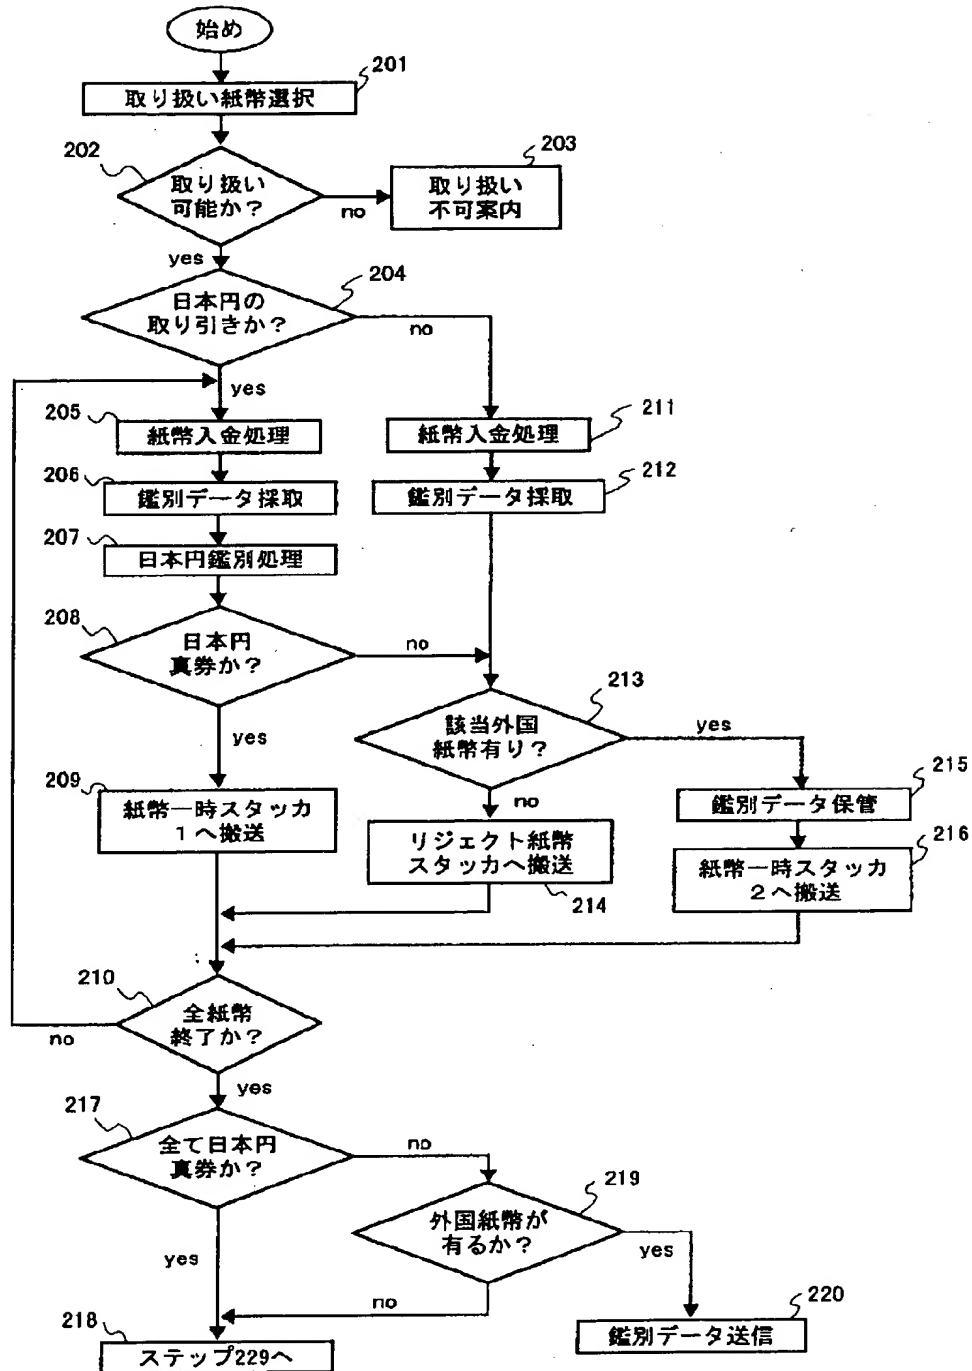 始め
201
取り扱い紙幣選択
202
取り扱い
可能か？
no
203
取り扱い
不可案内
yes
204
日本円の
取り引きか？
no
yes
205
紙幣入金処理
211
紙幣入金処理
206
鑑別データ採取
212
鑑別データ採取
207
日本円鑑別処理
208
日本円
真券か？
no
yes
213
該当外国
紙幣有り？
yes
no
209
紙幣一時スタッカ
1へ搬送
リジェクト紙幣
スタッカへ搬送
214
215
鑑別データ保管
216
紙幣一時スタッカ
2へ搬送
210
全紙幣
終了か？
no
yes
217
全て日本円
真券か？
no
yes
219
外国紙幣が
有るか？
yes
no
218
ステップ229へ
220
鑑別データ送信